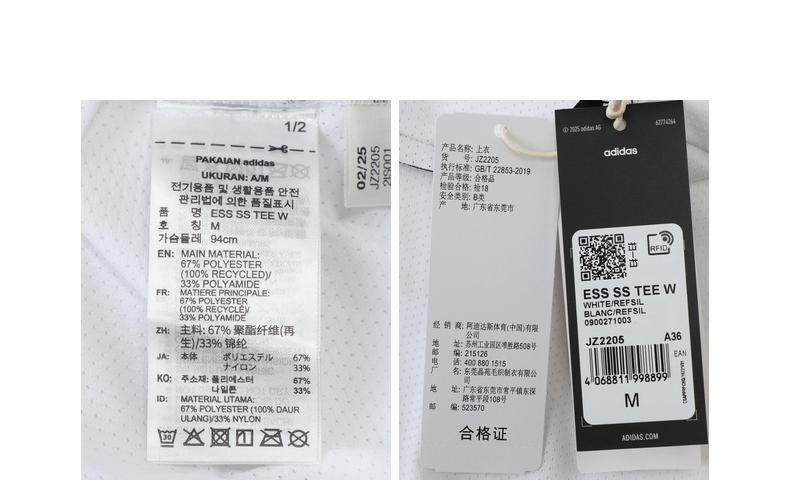 1/2
PAKAIAN adidas
UKURAN: A/M
전기용품 및 생활용품 안전
관리법에 의한 품질표시
품 명 ESS SS TEE W
호 칭 M
가슴둘레 94cm
EN: MAIN MATERIAL:
67% POLYESTER
(100% RECYCLED)/
33% POLYAMIDE
FR: MATIERE PRINCIPALE:
67% POLYESTER
(100% RECYCLE)/
33% POLYAMIDE
ZH: 主料: 67% 聚酯纤维(再
生)/33% 锦纶
JA: 本体 ポリエステル 67%
ナイロン 33%
KO: 주소재: 폴리에스터 67%
나일론 33%
ID: MATERIAL UTAMA:
67% POLYESTER (100% DAUR
ULANG)/33% NYLON
30
02/25
JZ2205
2IS001
产品名称: 上衣
货 号: JZ2205
执行标准: GB/T 22853-2019
产品等级: 合格品
检验合格: 检18
安全类别: B类
产 地: 广东省东莞市
经 销 商: 阿迪达斯体育(中国)有限
公司
地 址: 苏州工业园区堆胜路508号
邮 编: 215126
电 话: 400 880 1515
厂 名: 东莞晶苑毛织制衣有限公
司
地 址: 广东省东莞市常平镇东深
路常平段108号
邮 编: 523570
合格证
© 2025 adidas AG
62774264
adidas
RFID
ESS SS TEE W
WHITE/REFSIL
BLANC/REFSIL
0900271003
JZ2205 A36
EAN
4 068811 998899
M
ADIDAS.COM